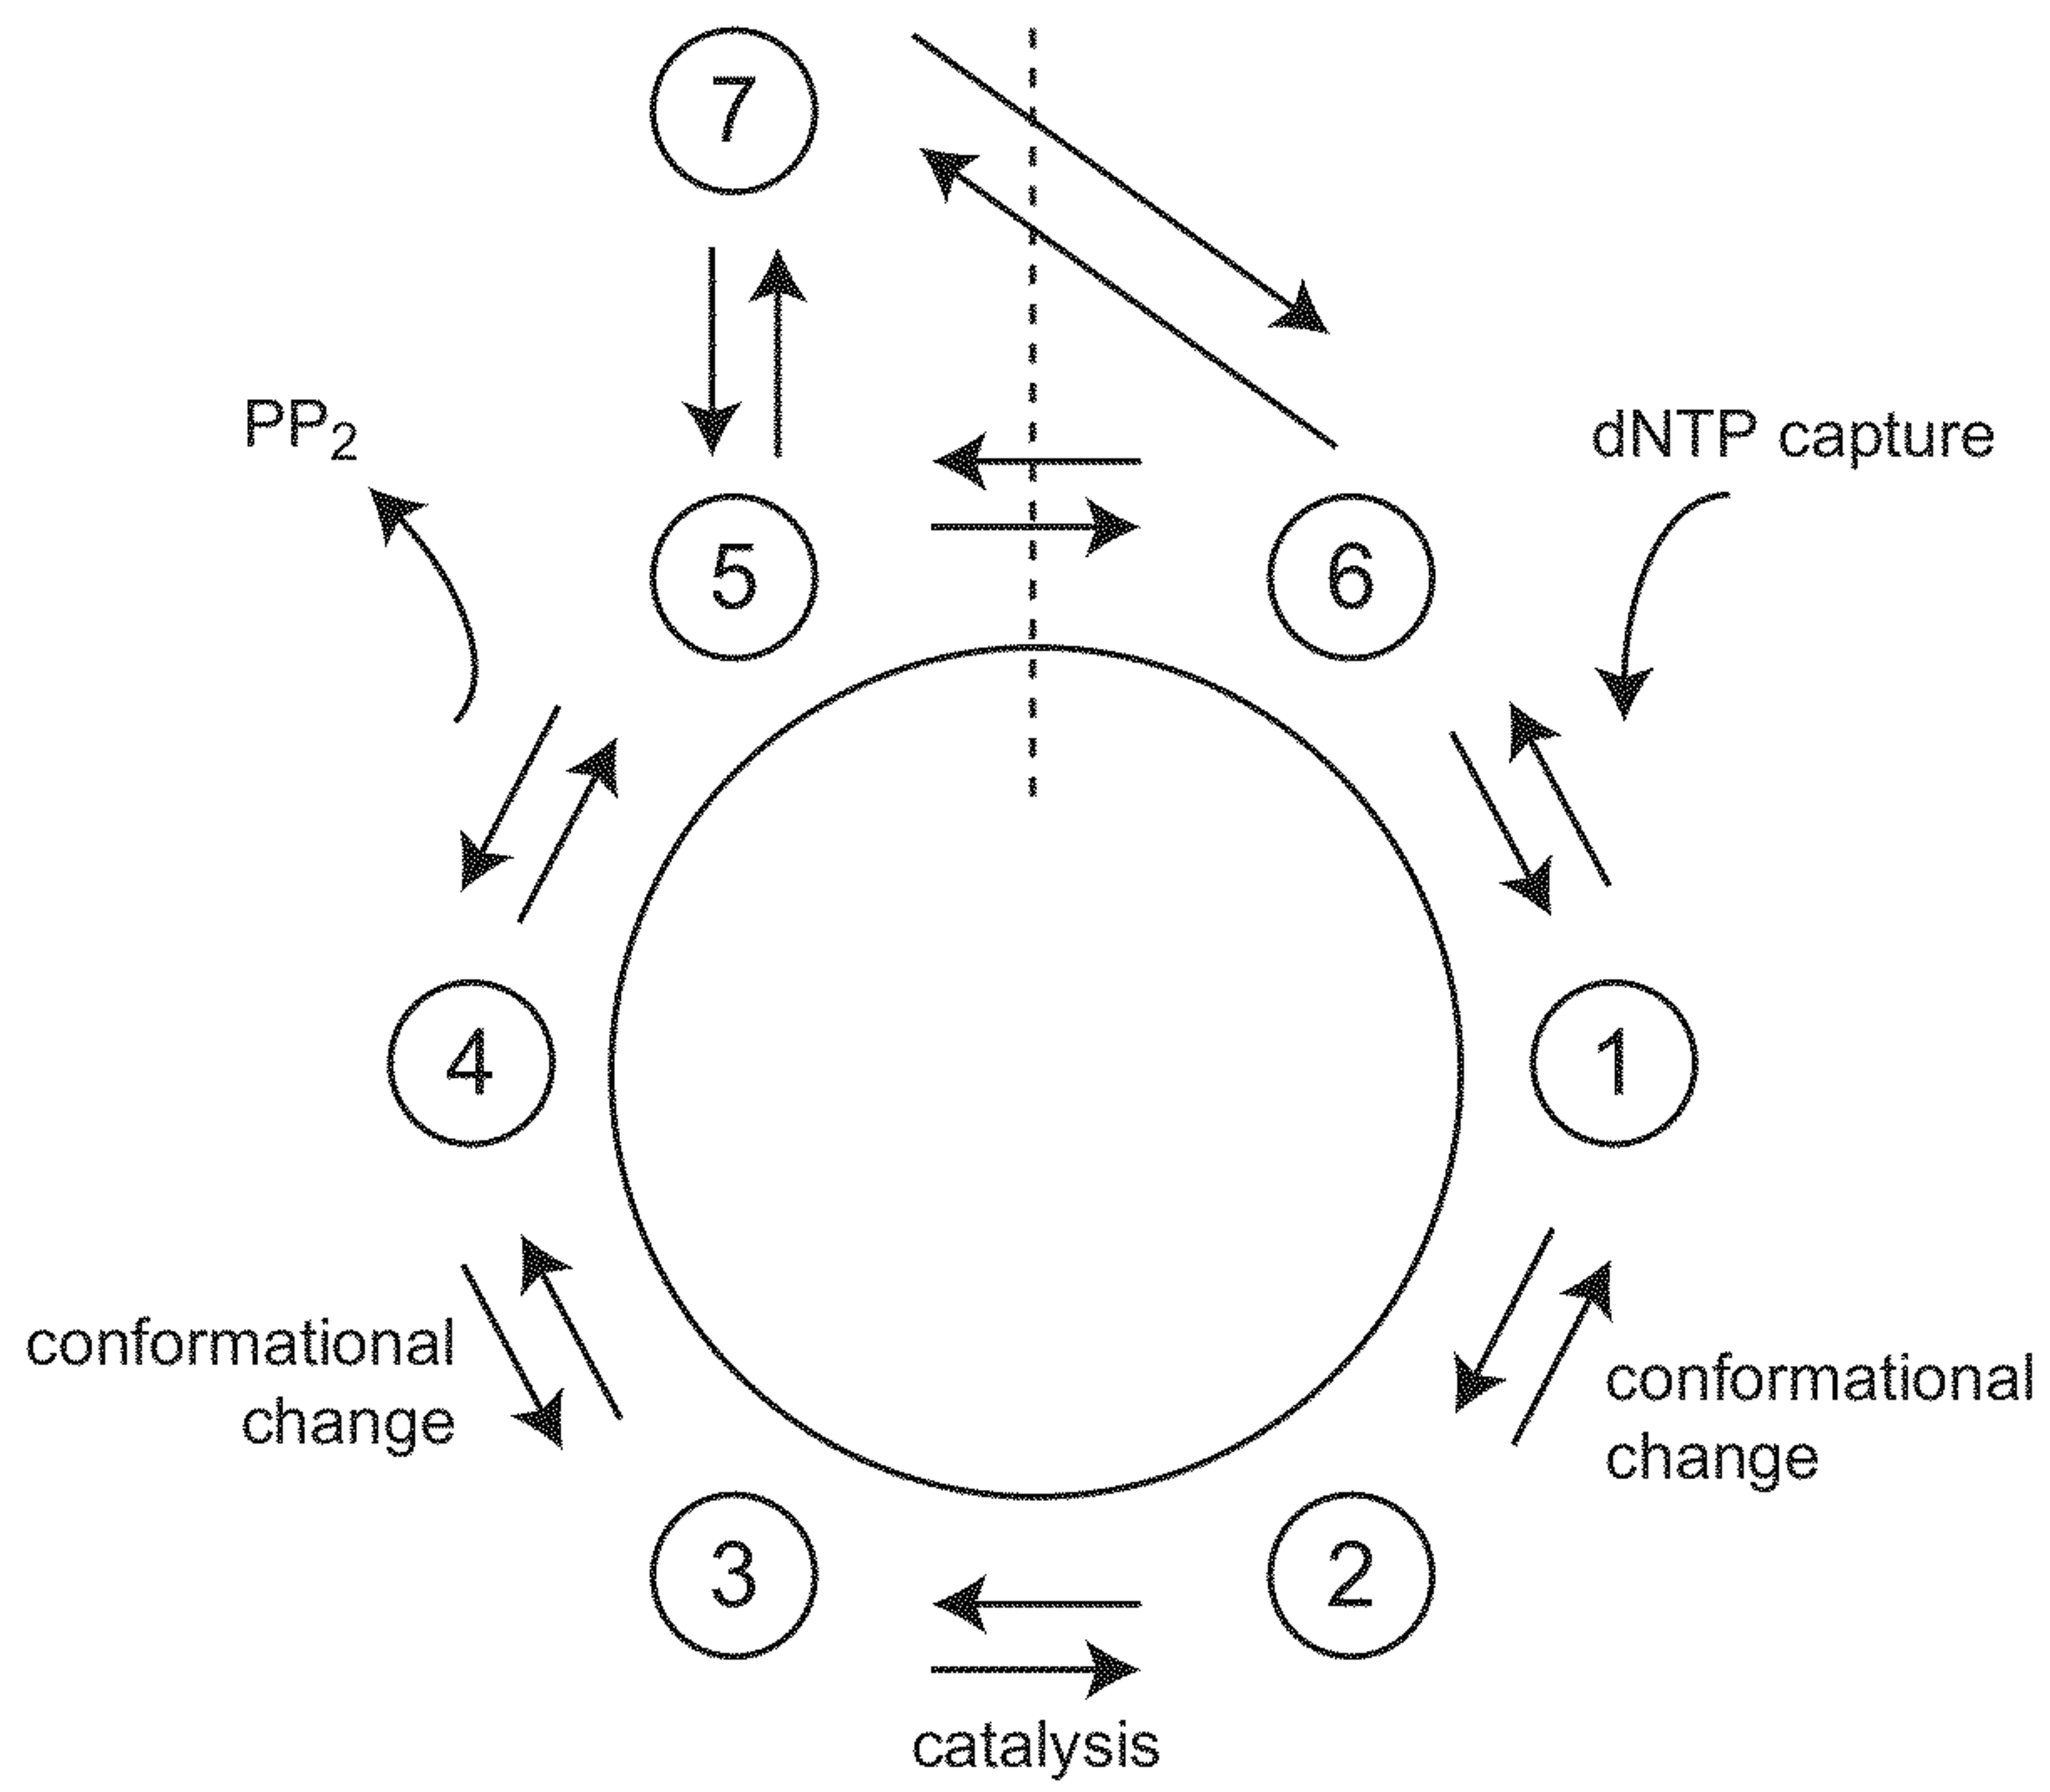 7
PP2
dNTP capture
5
6
4
1
conformational
change
conformational
change
3
2
catalysis